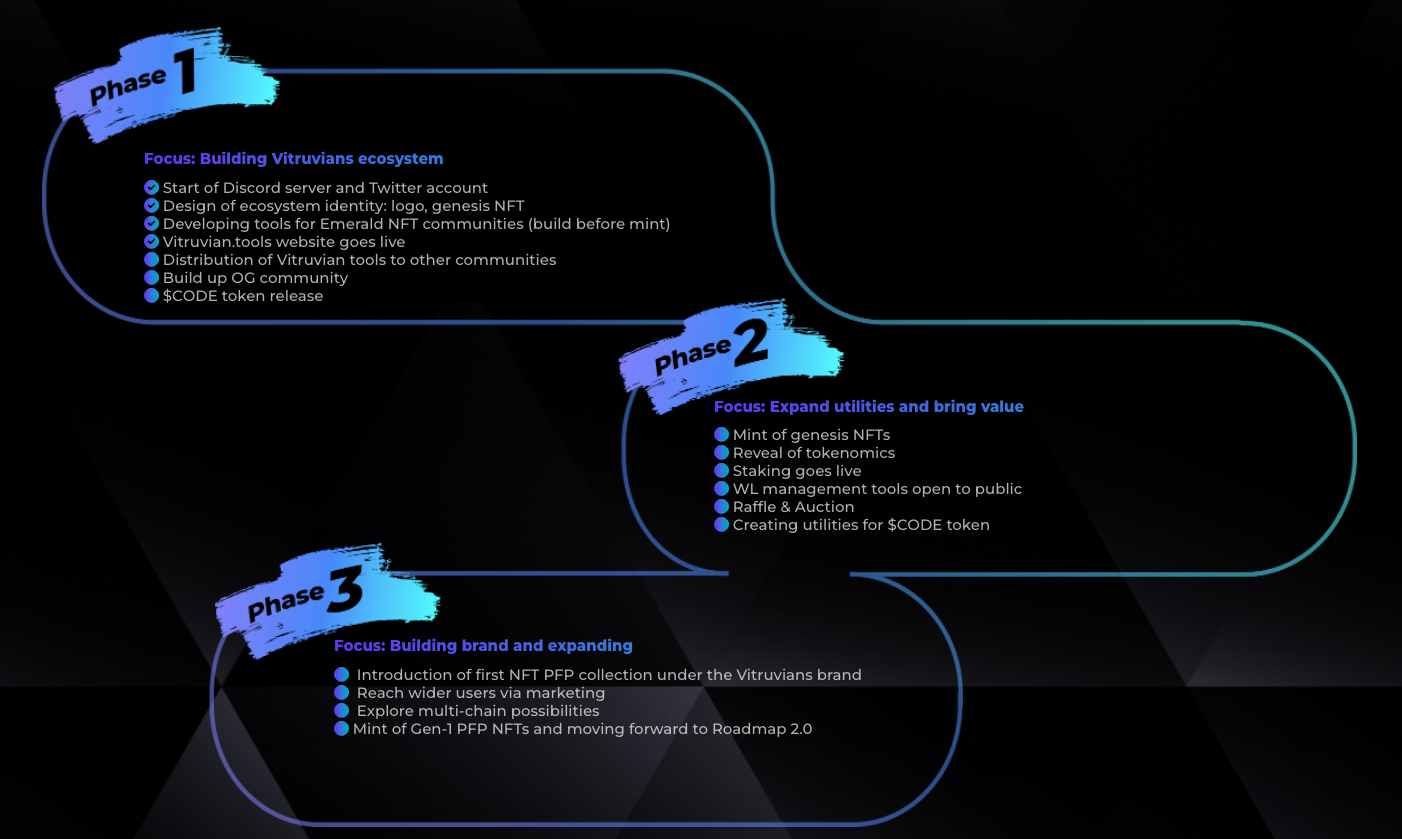 Phase 1
Focus: Building Vitruvians ecosystem
Start of Discord server and Twitter account
Design of ecosystem identity: logo, genesis NFT
Developing tools for Emerald NFT communities (build before mint)
Vitruvian.tools website goes live
Distribution of Vitruvian tools to other communities
Build up OG community
$CODE token release
Phase 2
Focus: Expand utilities and bring value
Mint of genesis NFTs
Reveal of tokenomics
Staking goes live
WL management tools open to public
Raffle & Auction
Creating utilities for $CODE token
Phase 3
Focus: Building brand and expanding
Introduction of first NFT PFP collection under the Vitruvians brand
Reach wider users via marketing
Explore multi-chain possibilities
Mint of Gen-1 PFP NFTs and moving forward to Roadmap 2.0